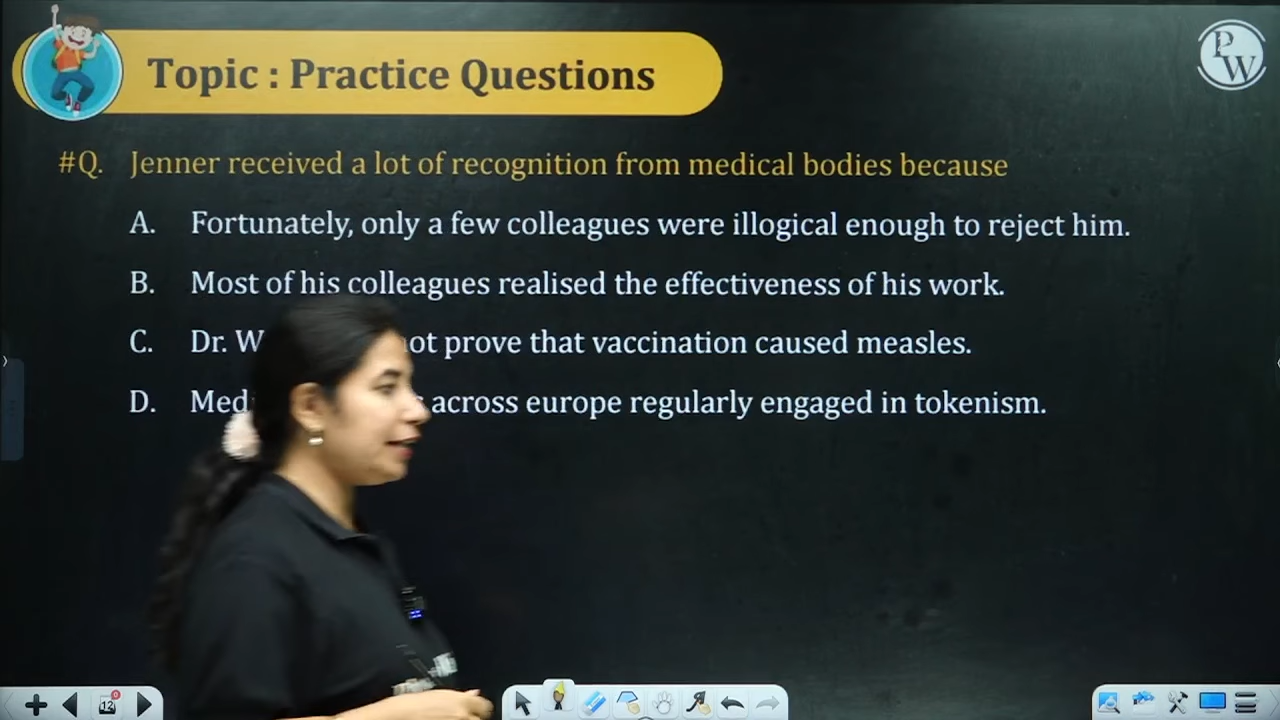 Topic : Practice Questions
PW
#Q. Jenner received a lot of recognition from medical bodies because
A. Fortunately, only a few colleagues were illogical enough to reject him.
B. Most of his colleagues realised the effectiveness of his work.
C. Dr. prove that vaccination caused measles.
D. across europe regularly engaged in tokenism.
12